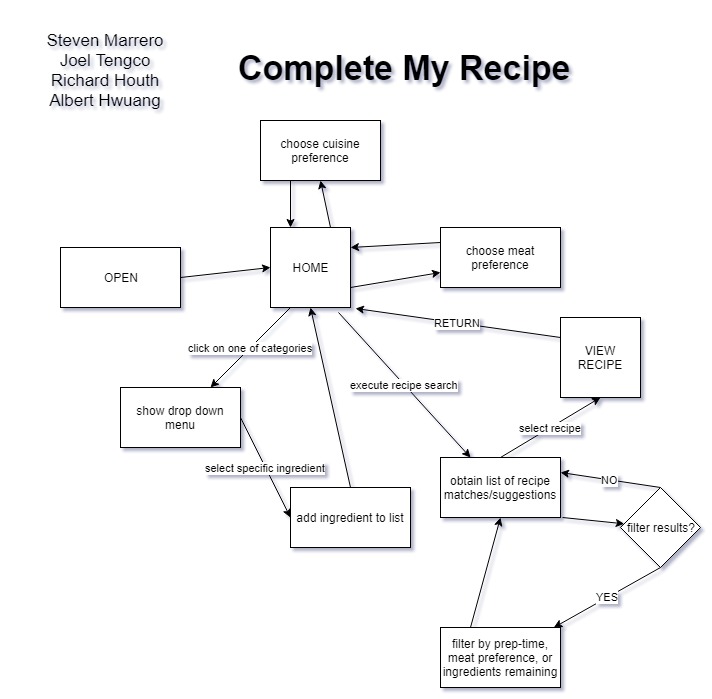 Steven Marrero
Joel Tengco
Richard Houth
Albert Hwuang
Complete My Recipe
choose cuisine
preference
OPEN
HOME
choose meat
preference
RETURN
VIEW
RECIPE
click on one of categories
execute recipe search
show drop down
menu
select recipe
select specific ingredient
obtain list of recipe
matches/suggestions
NO
add ingredient to list
filter results?
YES
filter by prep-time,
meat preference, or
ingredients remaining